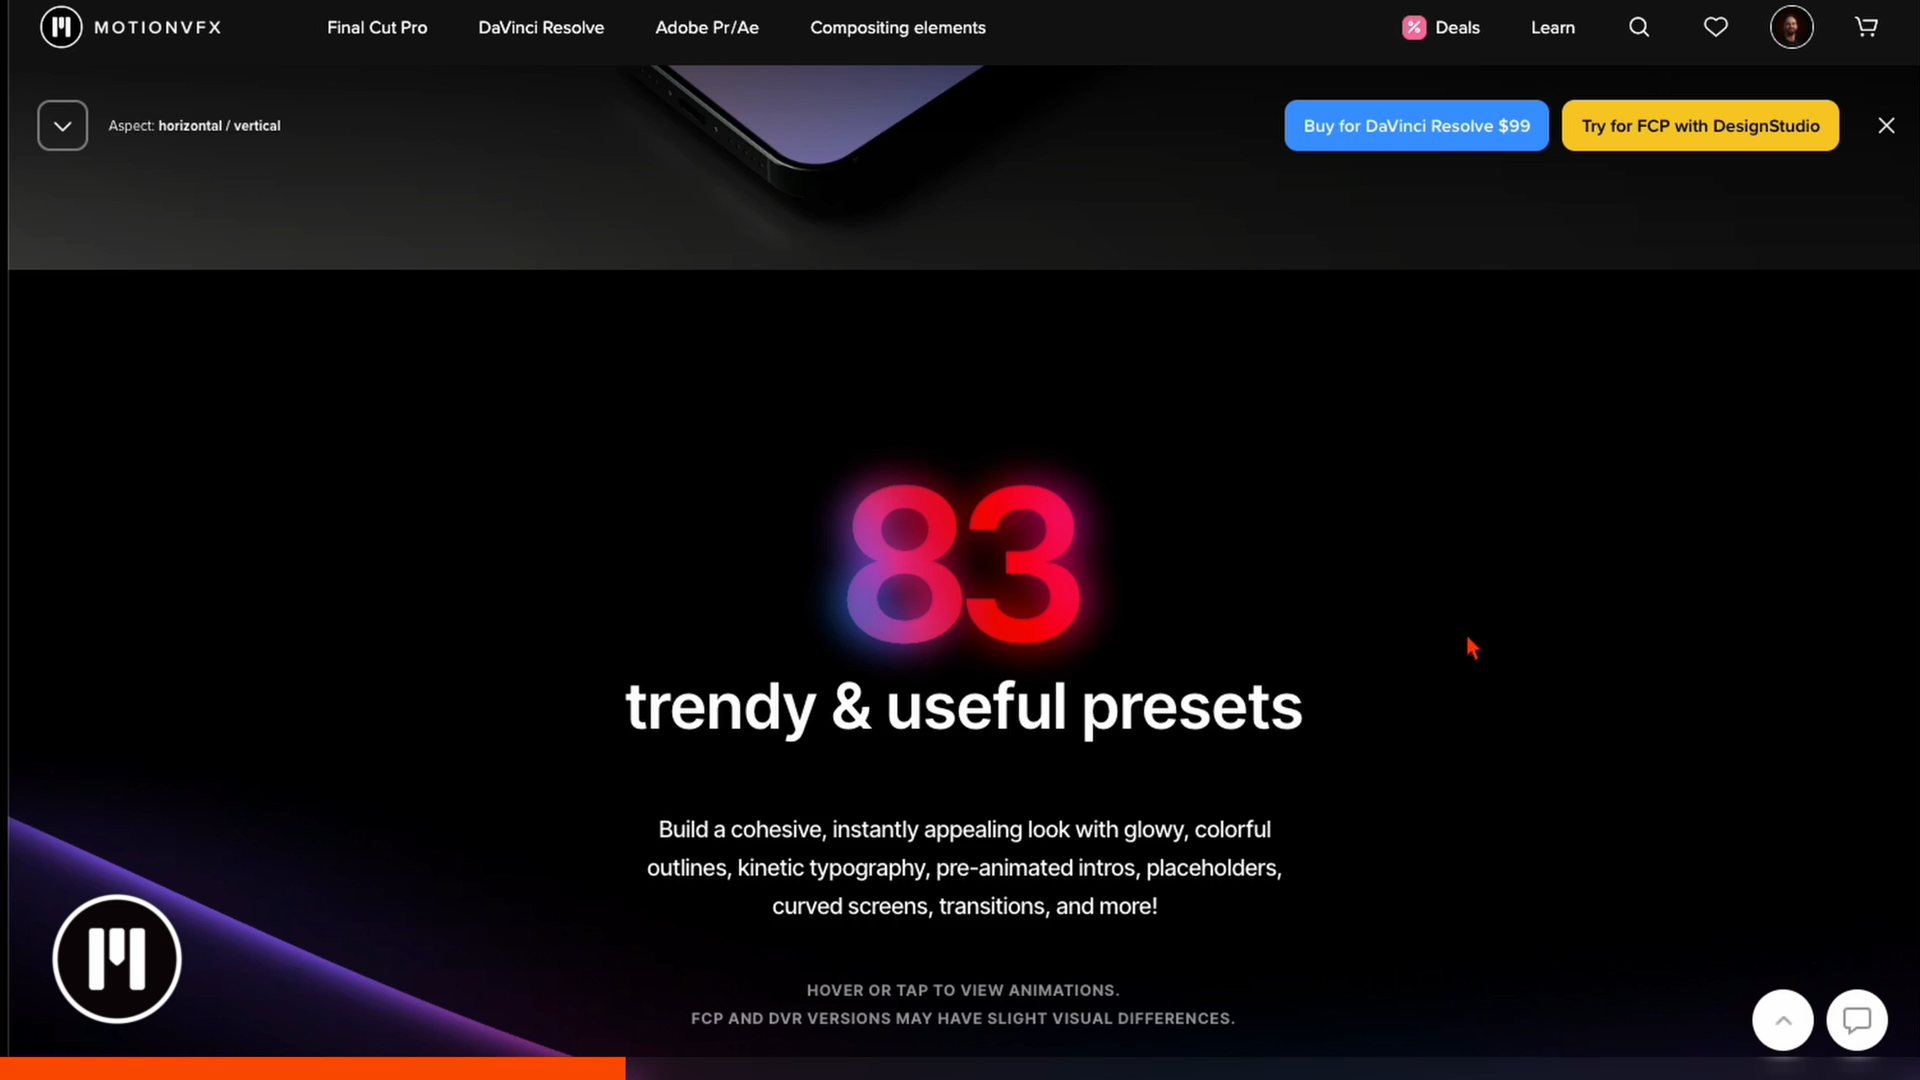 MOTIONVFX
Final Cut Pro
DaVinci Resolve
Adobe Pr/Ae
Compositing elements
% Deals
Learn
Aspect: horizontal / vertical
Buy for DaVinci Resolve $99
Try for FCP with DesignStudio
83
trendy & useful presets
Build a cohesive, instantly appealing look with glowy, colorful
outlines, kinetic typography, pre-animated intros, placeholders,
curved screens, transitions, and more!
HOVER OR TAP TO VIEW ANIMATIONS.
FCP AND DVR VERSIONS MAY HAVE SLIGHT VISUAL DIFFERENCES.